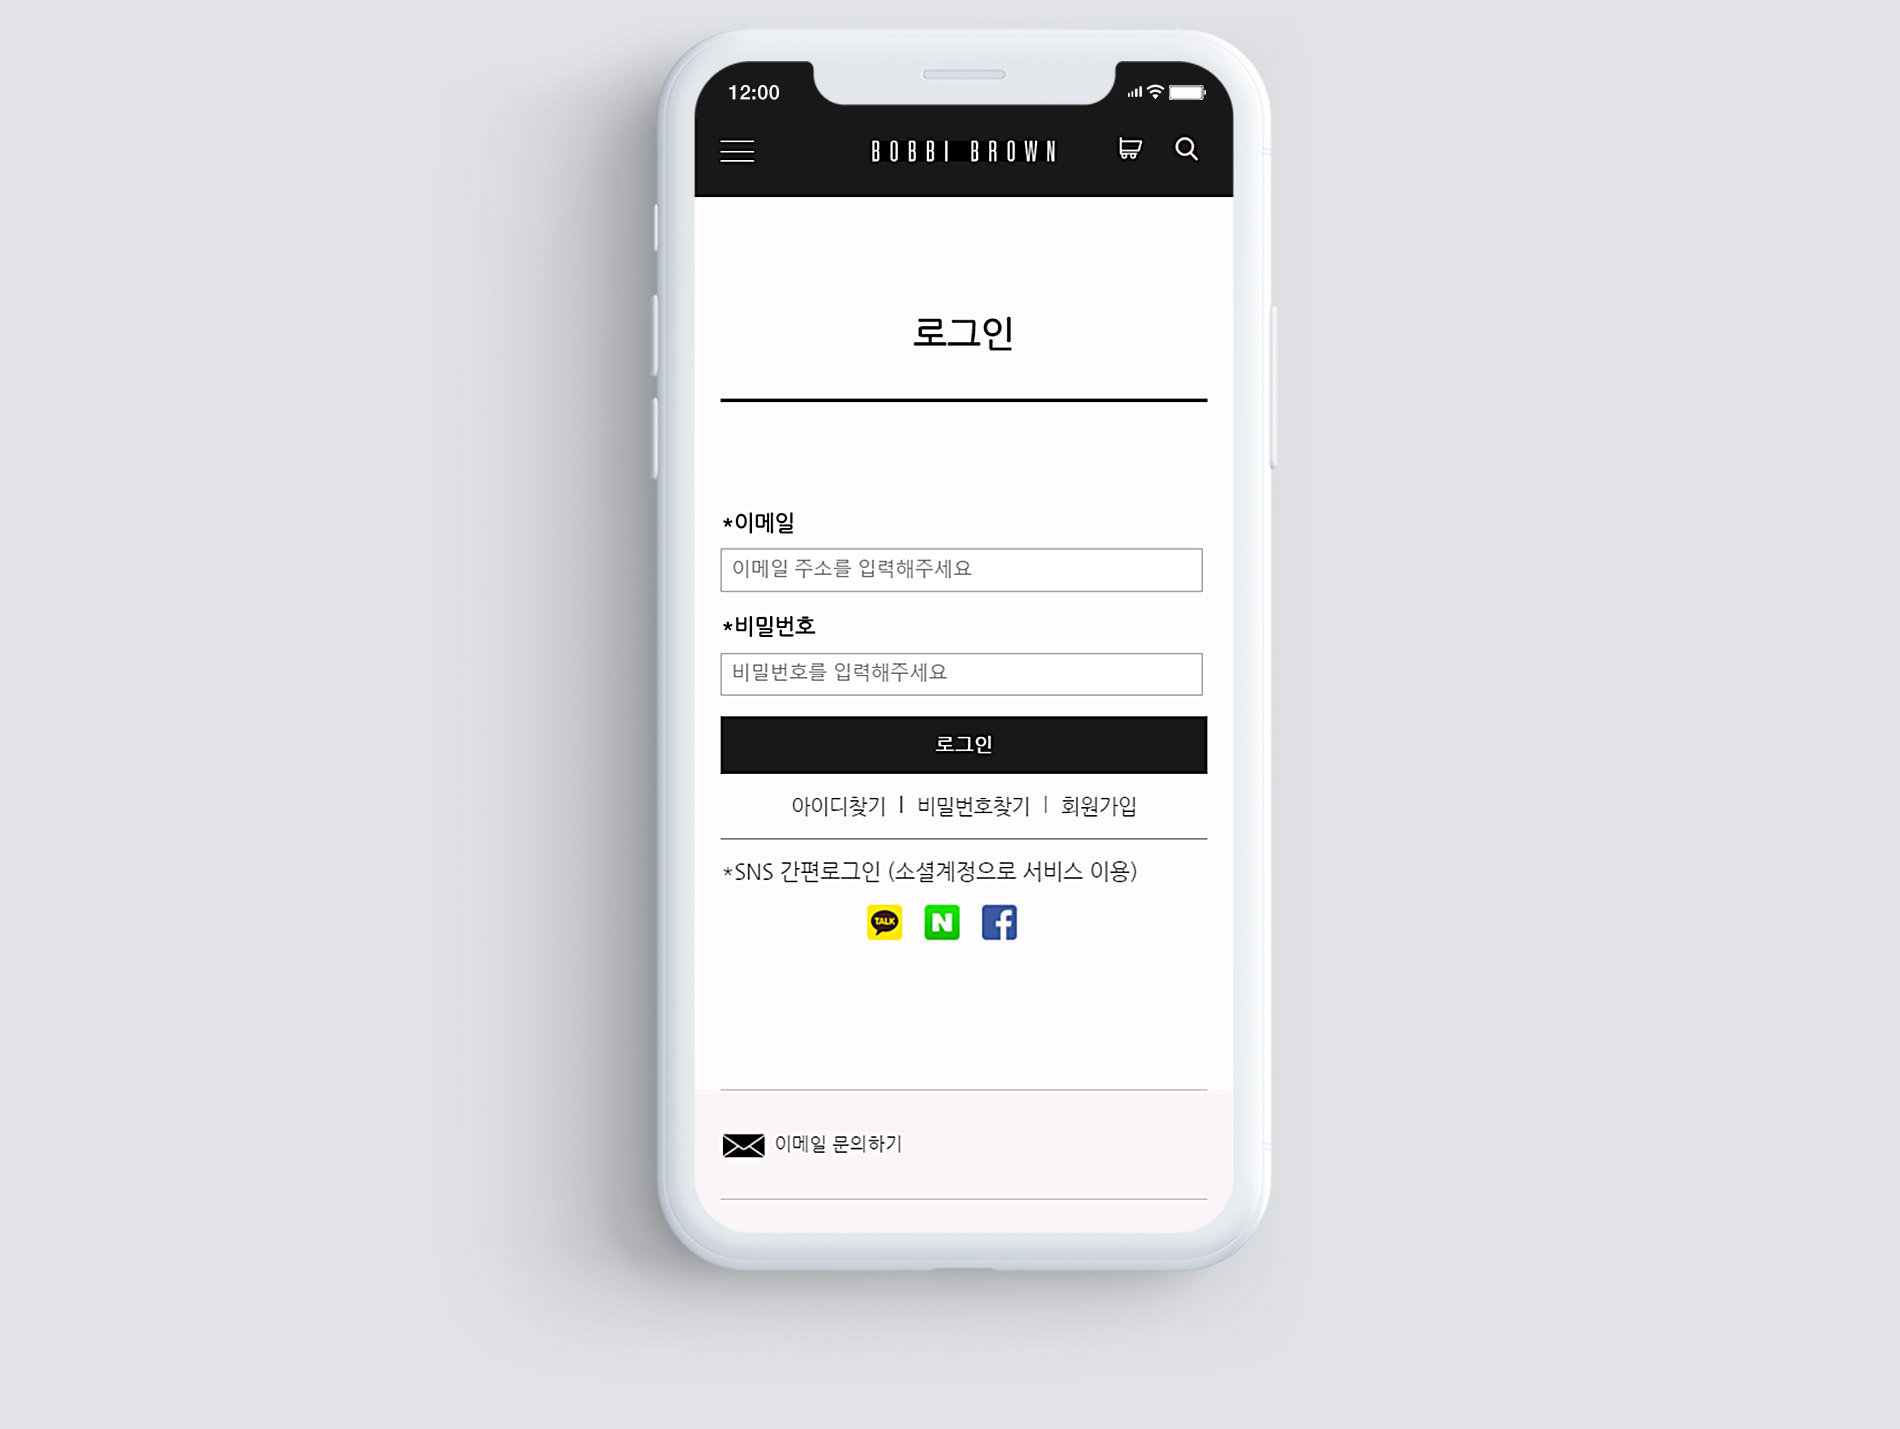 12:00
BOBBI BROWN
로그인
*이메일
이메일 주소를 입력해주세요
*비밀번호
비밀번호를 입력해주세요
로그인
아이디찾기 | 비밀번호찾기 | 회원가입
*SNS 간편로그인 (소셜계정으로 서비스 이용)
TALK N f
이메일 문의하기